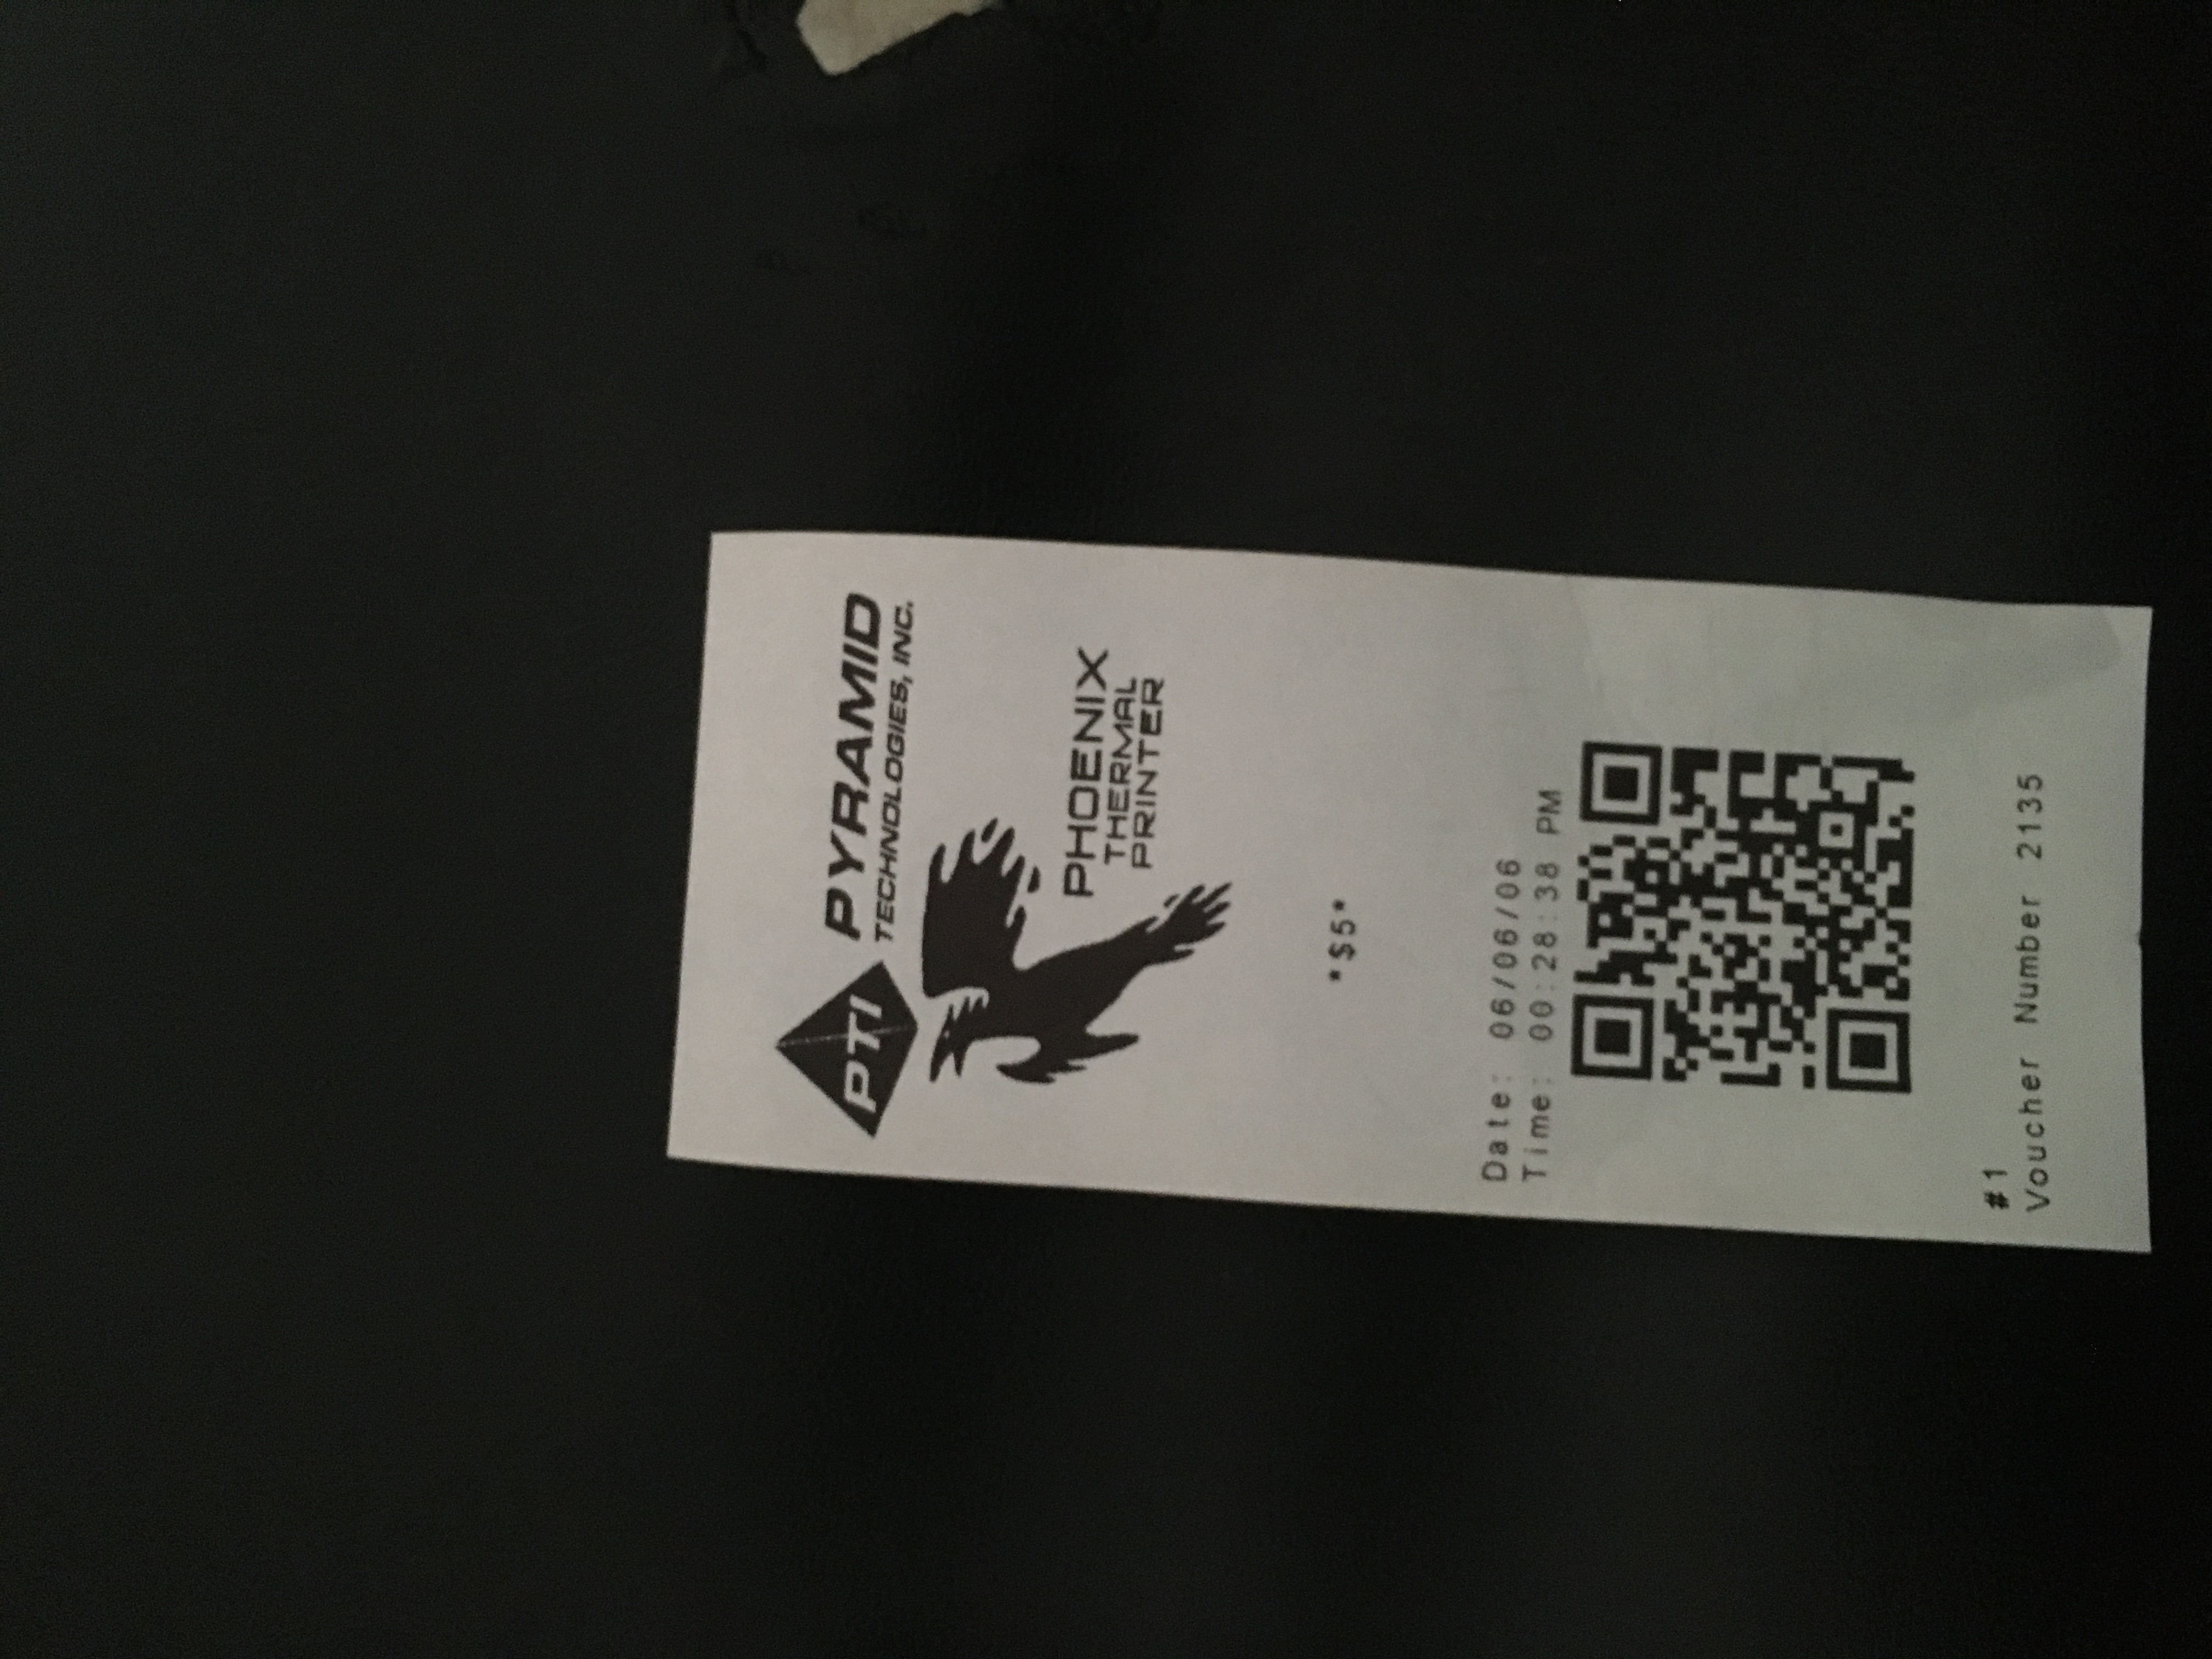 PTI
PYRAMID
TECHNOLOGIES, INC.
PHOENIX
THERMAL
PRINTER
*$5*
Date: 06/06/06
Time: 00:28:38 PM
#1
Voucher Number 2135